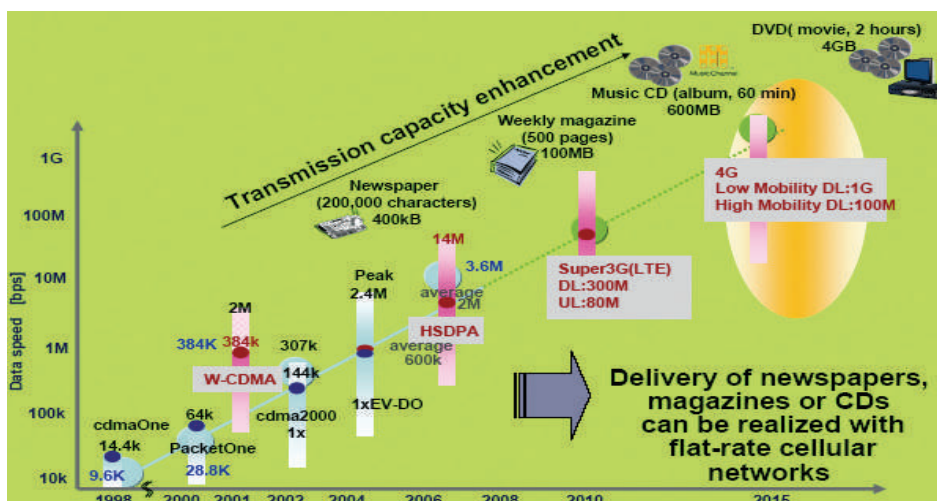 DVD( movie, 2 hours)
4GB
MusicChannel
Music CD (album, 60 min)
600MB
Transmission capacity enhancement
Weekly magazine
(500 pages)
100MB
Newspaper
(200,000 characters)
400kB
Data speed [bps]
1G
100M
10M
1M
100k
10k
4G
Low Mobility DL:1G
High Mobility DL:100M
Super3G(LTE)
DL:300M
UL:80M
14M
3.6M
average
2M
HSDPA
Peak
2.4M
average
600k
1xEV-DO
307k
144k
cdma2000
1x
2M
384K
384k
W-CDMA
64k
PacketOne
28.8K
cdmaOne
14.4k
9.6K
Delivery of newspapers,
magazines or CDs
can be realized with
flat-rate cellular
networks
1998
2000
2001
2002
2004
2006
2008
2010
2015